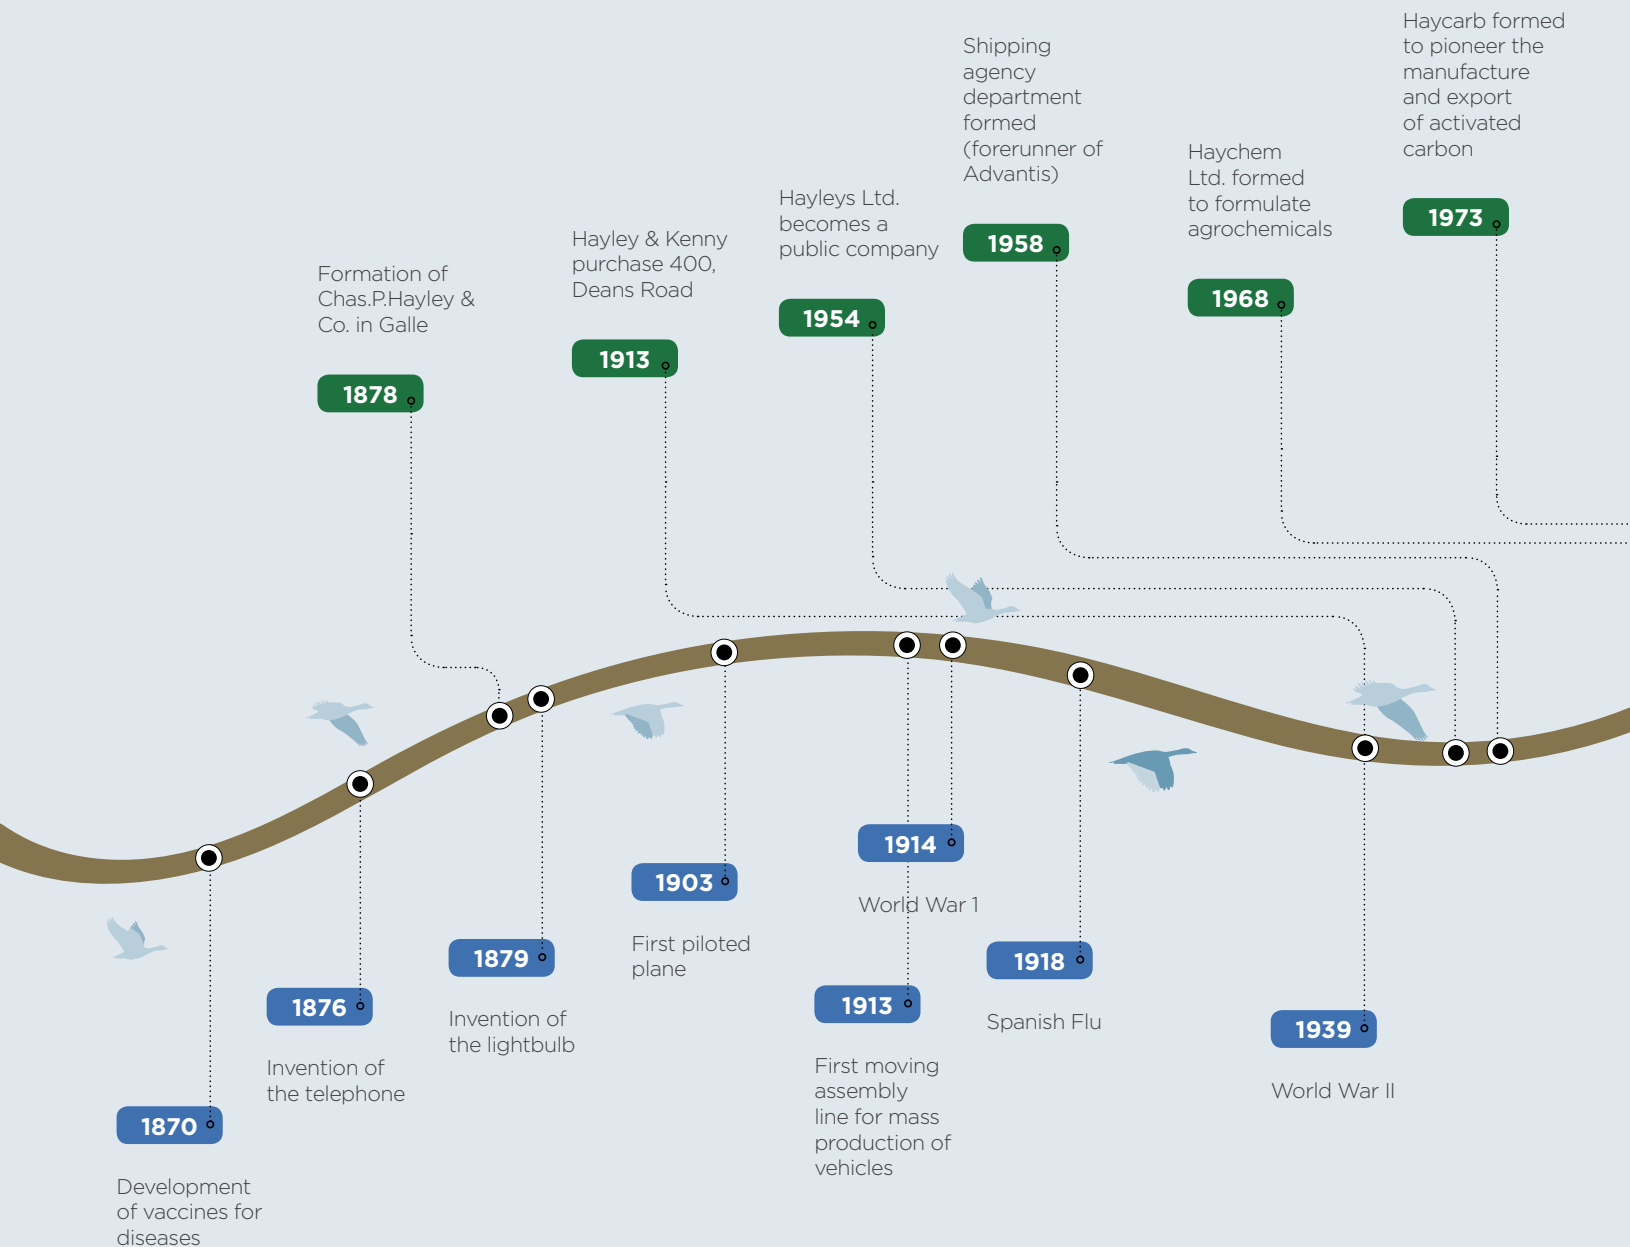 Formation of
Chas.P.Hayley &
Co. in Galle
1878
Hayley & Kenny
purchase 400,
Deans Road
1913
Hayleys Ltd.
becomes a
public company
1954
Shipping
agency
department
formed
(forerunner of
Advantis)
1958
Haychem
Ltd. formed
to formulate
agrochemicals
1968
Haycarb formed
to pioneer the
manufacture
and export
of activated
carbon
1973
1870
Development
of vaccines for
diseases
1876
Invention of
the telephone
1879
Invention of
the lightbulb
1903
First piloted
plane
1914
World War 1
1913
First moving
assembly
line for mass
production of
vehicles
1918
Spanish Flu
1939
World War II